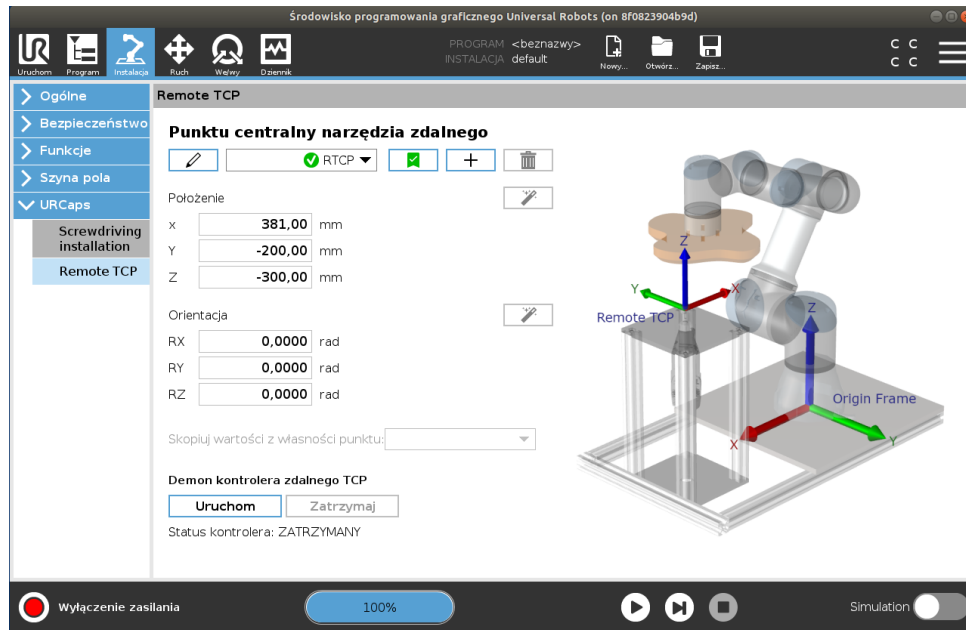 Środowisko programowania graficznego Universal Robots (on 8f0823904b9d)
UR
Uruchom
Program
Instalacja
Ruch
We/wy
Dziennik
PROGRAM <beznazwy>
INSTALACJA default
Nowy...
Otwórz...
Zapisz...
C C
C C
Ogólne
Bezpieczeństwo
Funkcje
Szyna pola
URCaps
Screwdriving
installation
Remote TCP
Remote TCP
Punktu centralny narzędzia zdalnego
RTCP
Położenie
x 381,00 mm
Y -200,00 mm
Z -300,00 mm
Orientacja
RX 0,0000 rad
RY 0,0000 rad
RZ 0,0000 rad
Skopiuj wartości z własności punktu:
Demon kontrolera zdalnego TCP
Uruchom Zatrzymaj
Status kontrolera: ZATRZYMANY
Z
Y X
Remote TCP
Z
Origin Frame
X Y
Wyłączenie zasilania
100%
Simulation